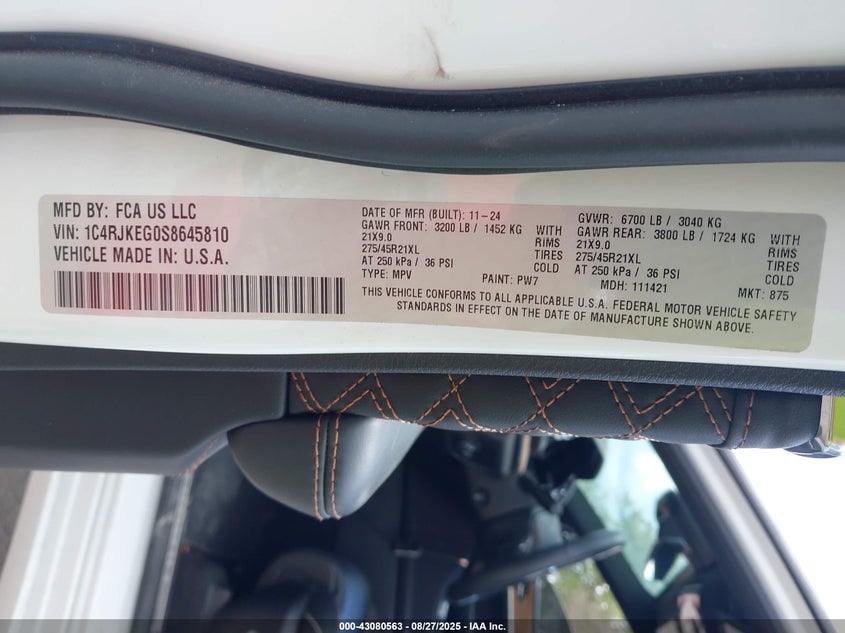 MFD BY: FCA US LLC
VIN: 1C4RJKEG0S8645810
VEHICLE MADE IN: U.S.A.
DATE OF MFR (BUILT): 11-24
GAWR FRONT: 3200 LB / 1452 KG
21X9.0 RIMS
275/45R21XL TIRES
AT 250 kPa / 36 PSI COLD
TYPE: MPV PAINT: PW7
GVWR: 6700 LB / 3040 KG
GAWR REAR: 3800 LB / 1724 KG WITH
21X9.0 RIMS
275/45R21XL TIRES
AT 250 kPa / 36 PSI COLD
MDH: 111421 MKT: 875
THIS VEHICLE CONFORMS TO ALL APPLICABLE U.S.A. FEDERAL MOTOR VEHICLE SAFETY
STANDARDS IN EFFECT ON THE DATE OF MANUFACTURE SHOWN ABOVE.
000-43080563 - 08/27/2025 - IAA Inc.